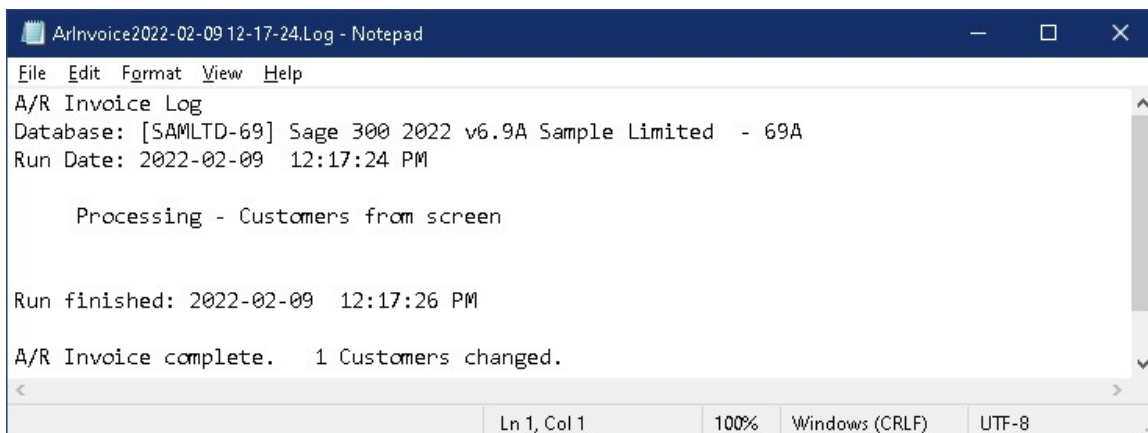 ArInvoice2022-02-09 12-17-24.Log - Notepad
File Edit Format View Help
A/R Invoice Log
Database: [SAMLTD-69] Sage 300 2022 v6.9A Sample Limited  - 69A
Run Date: 2022-02-09  12:17:24 PM
Processing - Customers from screen
Run finished: 2022-02-09  12:17:26 PM
A/R Invoice complete.   1 Customers changed.
Ln 1, Col 1 100% Windows (CRLF) UTF-8